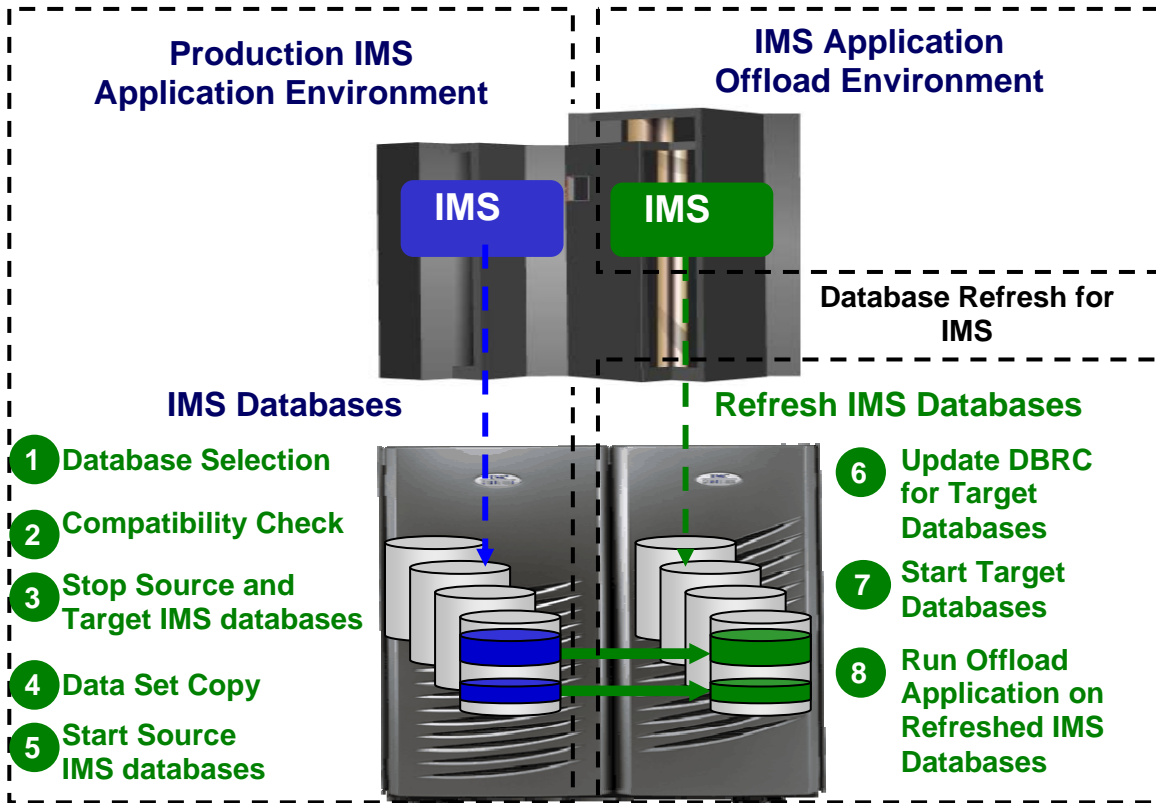 Production IMS
Application Environment
IMS Application
Offload Environment
IMS
IMS
Database Refresh for
IMS
IMS Databases
Refresh IMS Databases
1 Database Selection
2 Compatibility Check
3 Stop Source and
Target IMS databases
4 Data Set Copy
5 Start Source
IMS databases
6 Update DBRC
for Target
Databases
7 Start Target
Databases
8 Run Offload
Application on
Refreshed IMS
Databases